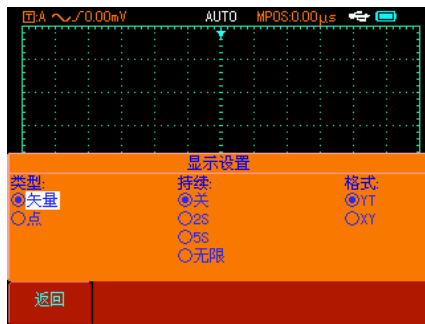 T:A 0.00mV AUTO MPOS:0.00μs
显示设置
类型: 持续: 格式:
矢量 关 YT
点 2S XY
5S
无限
返回